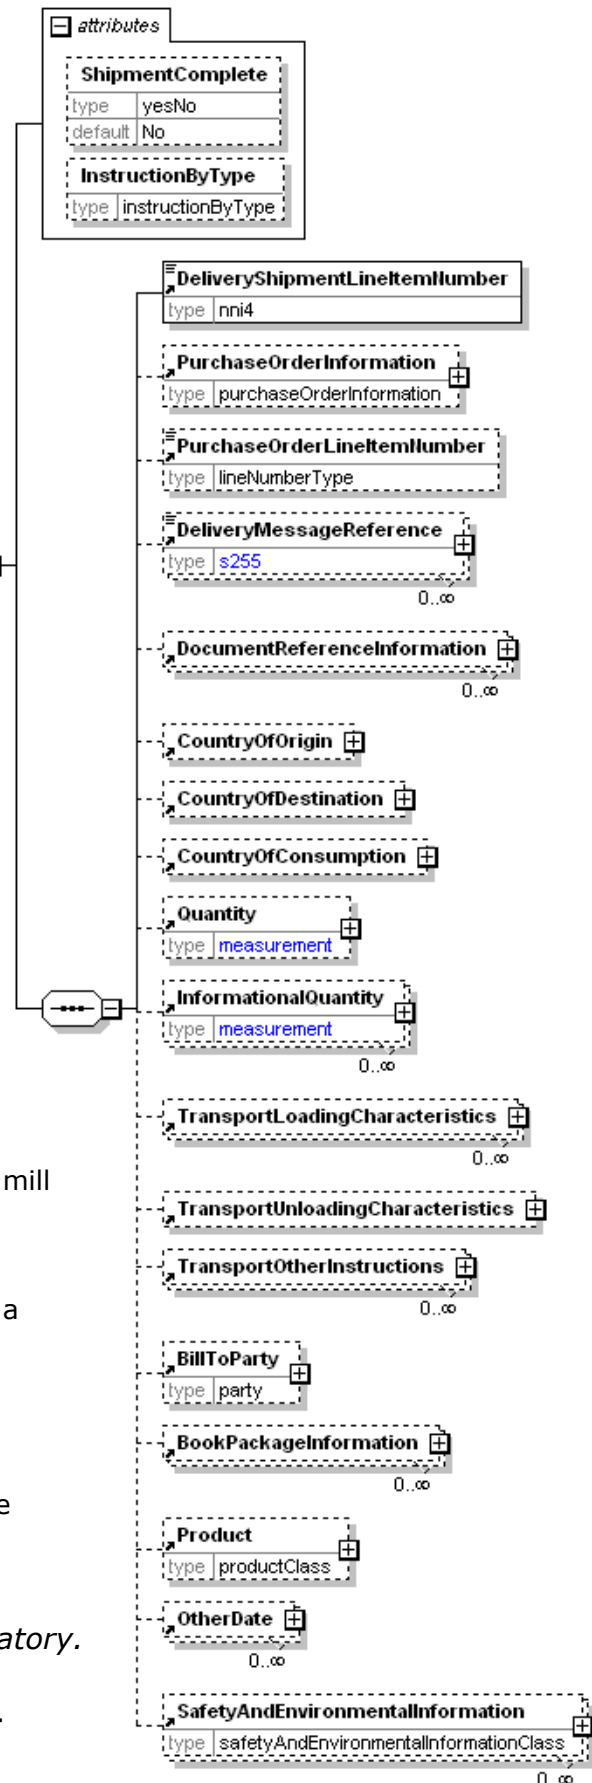 attributes
ShipmentComplete
type yesNo
default No
InstructionByType
type instructionByType
DeliveryShipmentLineItemNumber
type nni4
PurchaseOrderInformation
type purchaseOrderInformation
PurchaseOrderLineItemNumber
type lineNumberType
DeliveryMessageReference
type s255
0..∞
DocumentReferenceInformation
0..∞
CountryOfOrigin
CountryOfDestination
CountryOfConsumption
Quantity
type measurement
InformationalQuantity
type measurement
0..∞
TransportLoadingCharacteristics
0..∞
mill
TransportUnloadingCharacteristics
TransportOtherInstructions
0..∞
a
BillToParty
type party
BookPackageInformation
0..∞
e
Product
type productClass
OtherDate
atory.
0..∞
SafetyAndEnvironmentalInformation
.
type safetyAndEnvironmentalInformationClass
0..∞